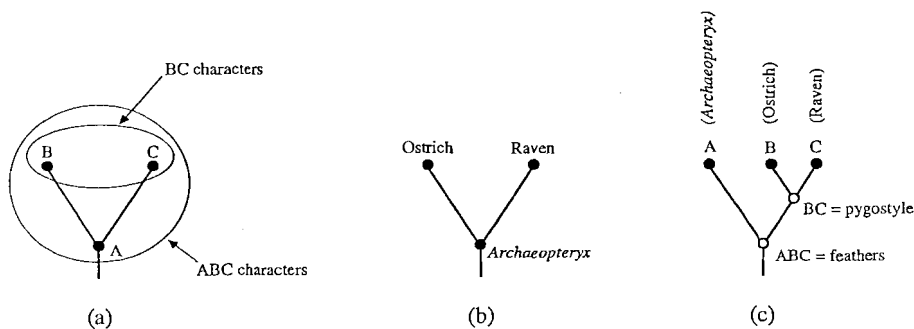 BC characters
B
C
A
ABC characters
(a)
Ostrich
Raven
Archaeopteryx
(b)
(Archaeopteryx)
(Ostrich)
(Raven)
A
B
C
BC = pygostyle
ABC = feathers
(c)